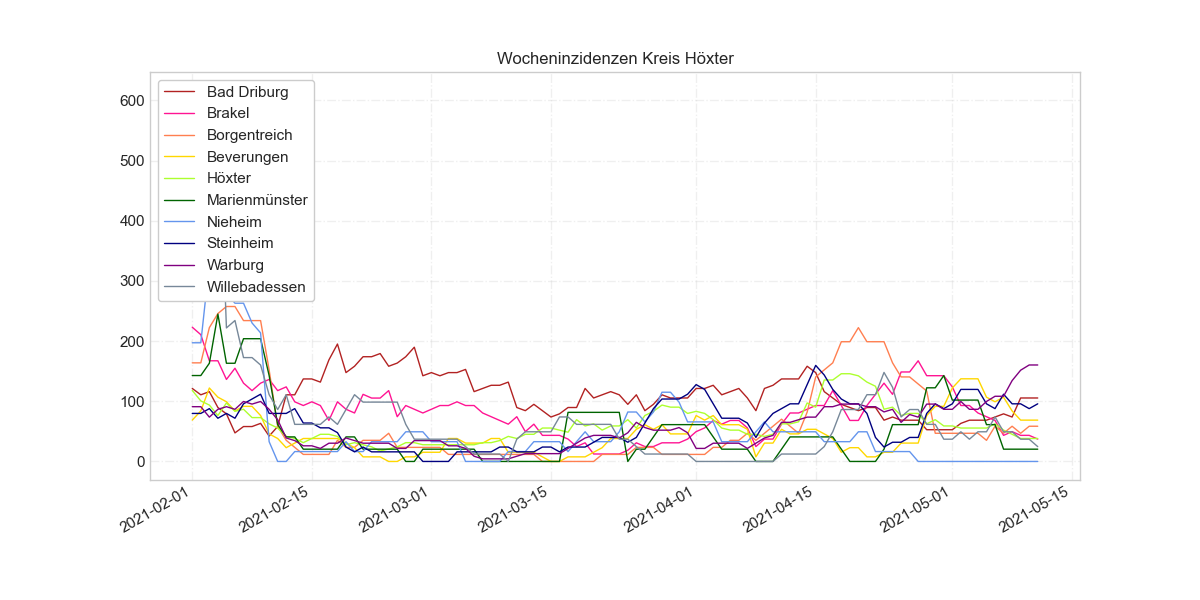 Wocheninzidenzen Kreis Höxter
600
500
400
300
200
100
0
Bad Driburg
Brakel
Borgentreich
Beverungen
Höxter
Marienmünster
Nieheim
Steinheim
Warburg
Willebadessen
2021-02-01
2021-02-15
2021-03-01
2021-03-15
2021-04-01
2021-04-15
2021-05-01
2021-05-15